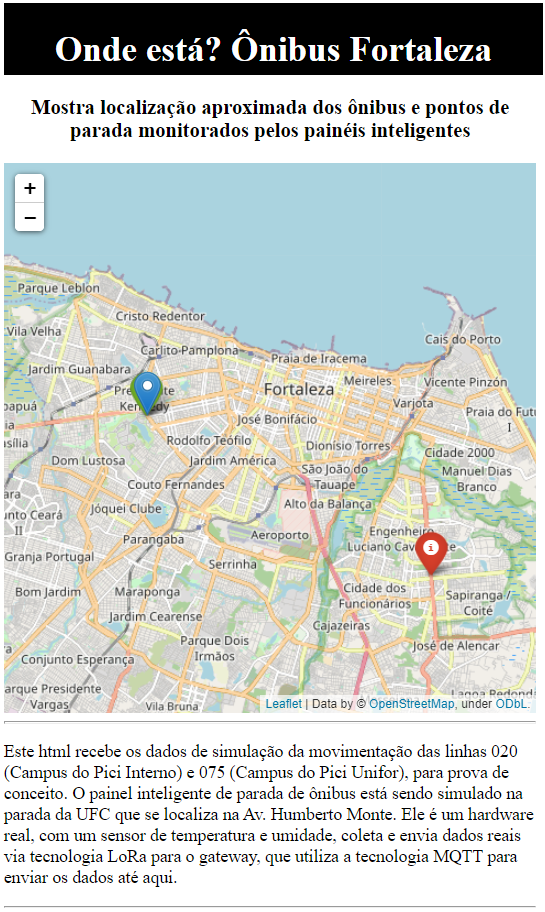 Onde está? Ônibus Fortaleza
Mostra localização aproximada dos ônibus e pontos de
parada monitorados pelos painéis inteligentes
+
−
Parque Leblon
Cristo Redentor
Vila Velha
Cais do Porto
Carlito-Pamplona
Praia de Iracema
Jardim Guanabara
Meireles
Vicente Pinzón
Fortaleza
Kennedy
Varjota
Praia do Futu
I
José Bonifácio
Rodolfo Teófilo
Dionísio Torres
Cidade 2000
Dom Lustosa
Jardim América
São João do
Tauape
Manuel Dias
Branco
Couto Fernandes
Alto da Balança
Jóquei Clube
unto Ceará
II
Aeroporto
Engenheiro
Luciano Cav
Parangaba
Granja Portugal
Serrinha
Bom Jardim
Maraponga
Cidade dos
Funcionários
Sapiranga /
Coité
Jardim Cearense
Cajazeiras
Parque Dois
Irmãos
José de Alencar
Conjunto Esperança
Parque Presidente
Vargas
Vila Bruna
Lagoa Redonda
Leaflet | Data by © OpenStreetMap, under ODbL.
Este html recebe os dados de simulação da movimentação das linhas 020
(Campus do Pici Interno) e 075 (Campus do Pici Unifor), para prova de
conceito. O painel inteligente de parada de ônibus está sendo simulado na
parada da UFC que se localiza na Av. Humberto Monte. Ele é um hardware
real, com um sensor de temperatura e umidade, coleta e envia dados reais
via tecnologia LoRa para o gateway, que utiliza a tecnologia MQTT para
enviar os dados até aqui.